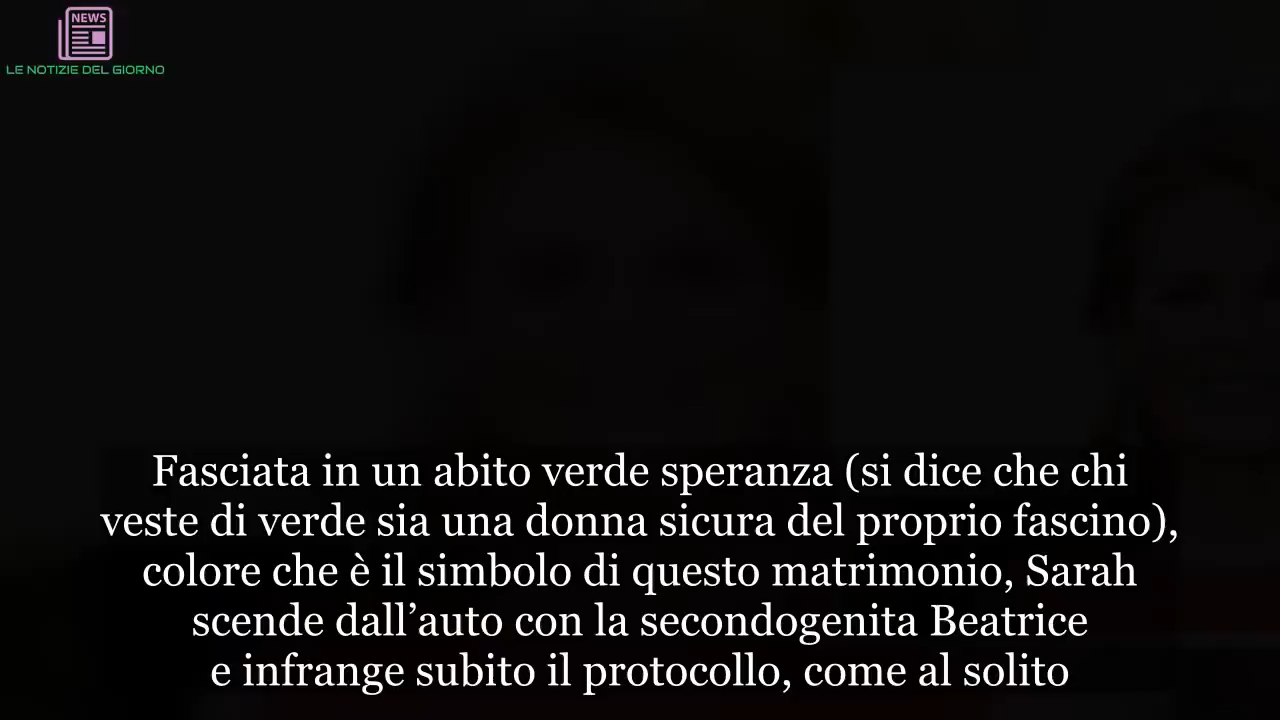 NEWS
LE NOTIZIE DEL GIORNO
Fasciata in un abito verde speranza (si dice che chi
veste di verde sia una donna sicura del proprio fascino),
colore che è il simbolo di questo matrimonio, Sarah
scende dall’auto con la secondogenita Beatrice
e infrange subito il protocollo, come al solito